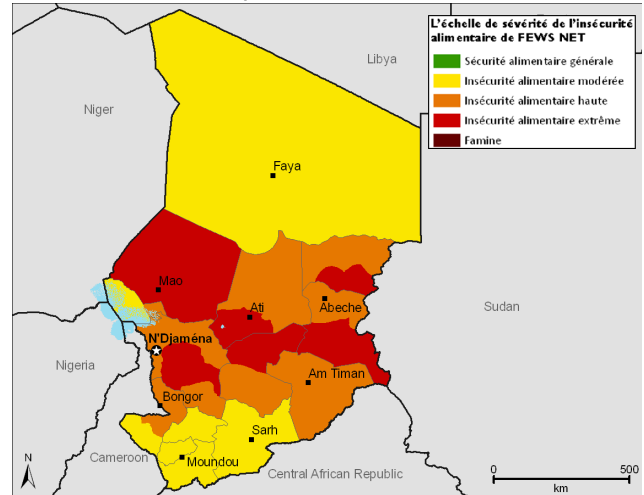 L'échelle de sévérité de l'insécurité
alimentaire de FEWS NET
Sécurité alimentaire générale
Insécurité alimentaire modérée
Insécurité alimentaire haute
Insécurité alimentaire extrême
Famine
Libya
Niger
Faya
Mao
Ati
Abeche
Sudan
N'Djaména
Nigeria
Am Timan
Bongor
Sarh
Cameroon
Moundou
Central African Republic
N
0 500
km